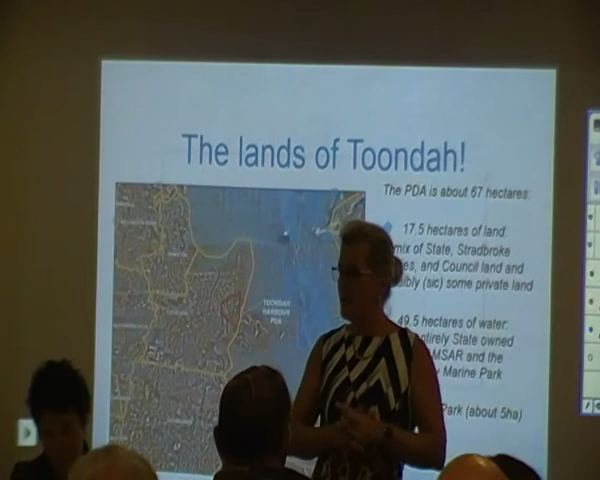 The lands of Toondah!
The PDA is about 67 hectares:
17.5 hectares of land:
mix of State, Stradbroke
es, and Council land and
ibly (sic) some private land
TOONDAH
HARBOUR
PDA
49.5 hectares of water:
ntirely State owned
MSAR and the
Marine Park
Park (about 5ha)